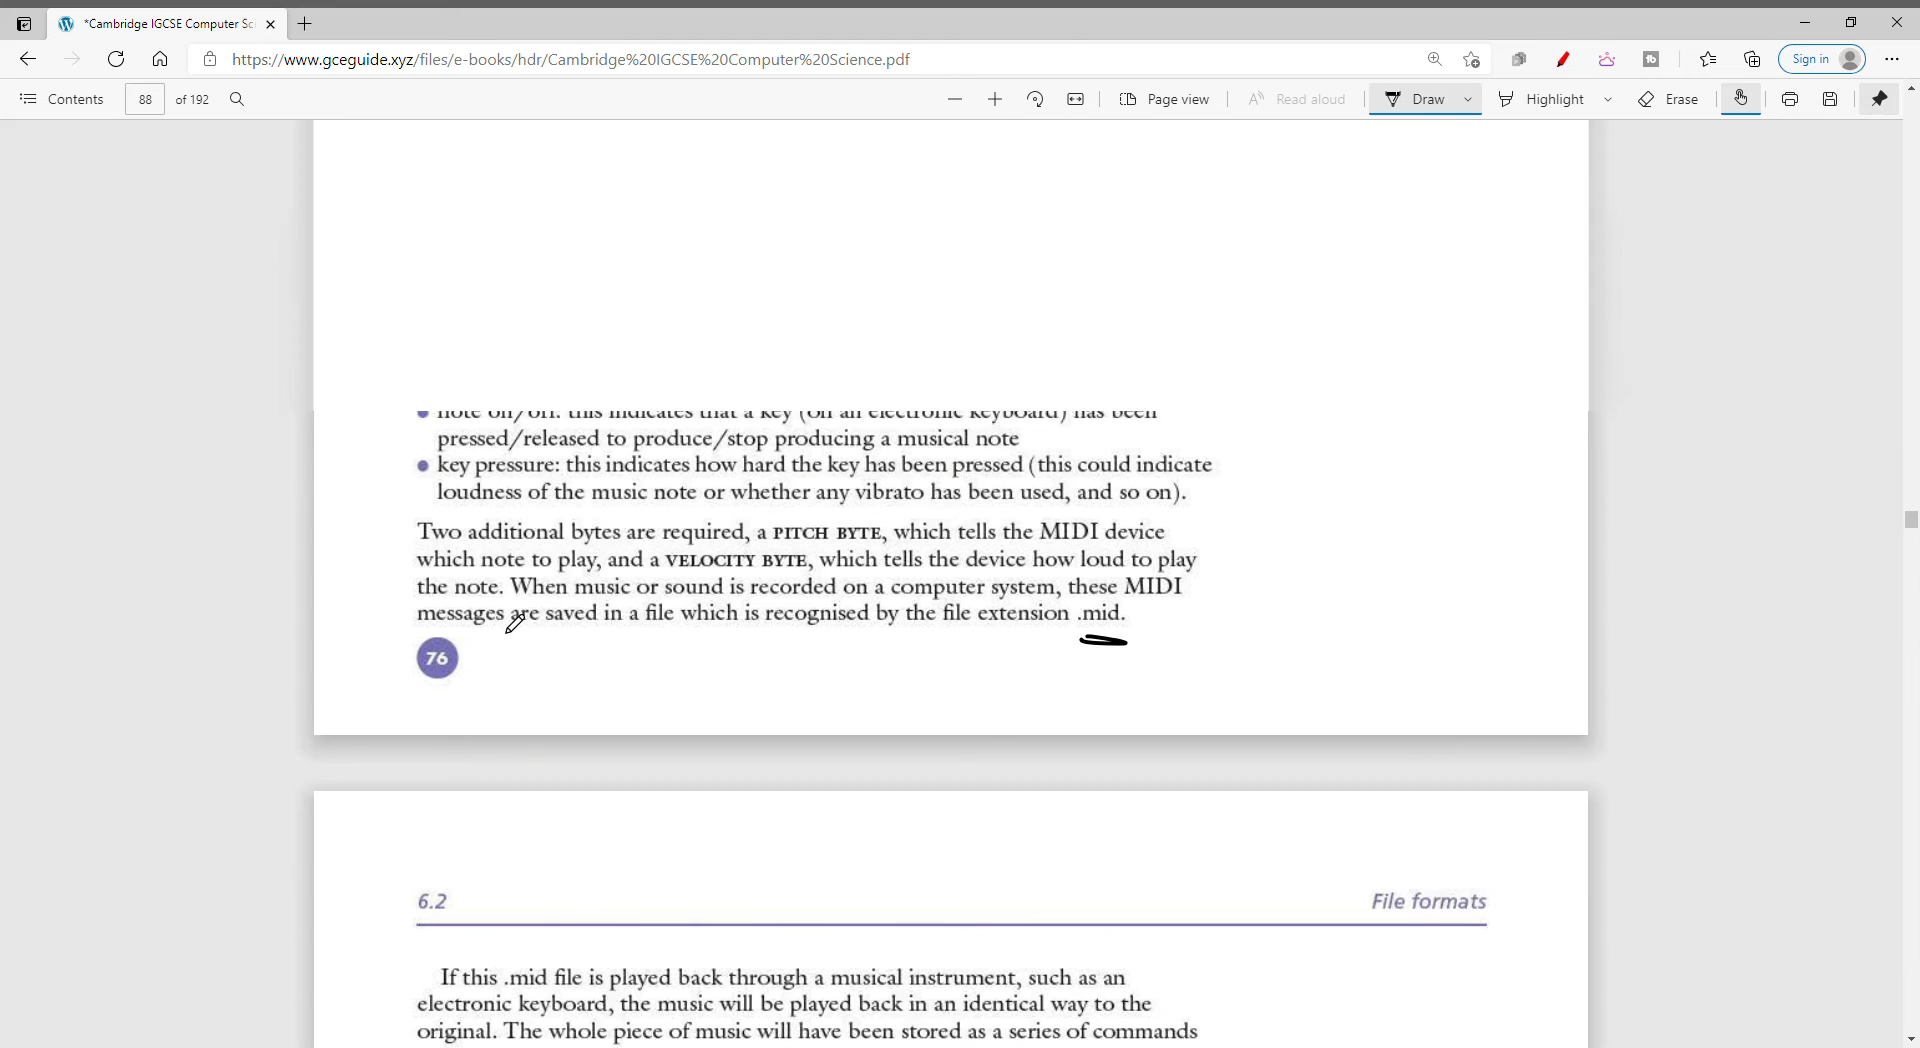 *Cambridge IGCSE Computer Sc
https://www.gceguide.xyz/files/e-books/hdr/Cambridge%20IGCSE%20Computer%20Science.pdf
Sign in
Contents
88 of 192
Page view
Read aloud
Draw
Highlight
Erase
note on/off: this indicates that a key (on an electronic keyboard) has been
pressed/released to produce/stop producing a musical note
key pressure: this indicates how hard the key has been pressed (this could indicate
loudness of the music note or whether any vibrato has been used, and so on).
Two additional bytes are required, a PITCH BYTE, which tells the MIDI device
which note to play, and a VELOCITY BYTE, which tells the device how loud to play
the note. When music or sound is recorded on a computer system, these MIDI
messages are saved in a file which is recognised by the file extension .mid.
76
6.2
File formats
If this .mid file is played back through a musical instrument, such as an
electronic keyboard, the music will be played back in an identical way to the
original. The whole piece of music will have been stored as a series of commands